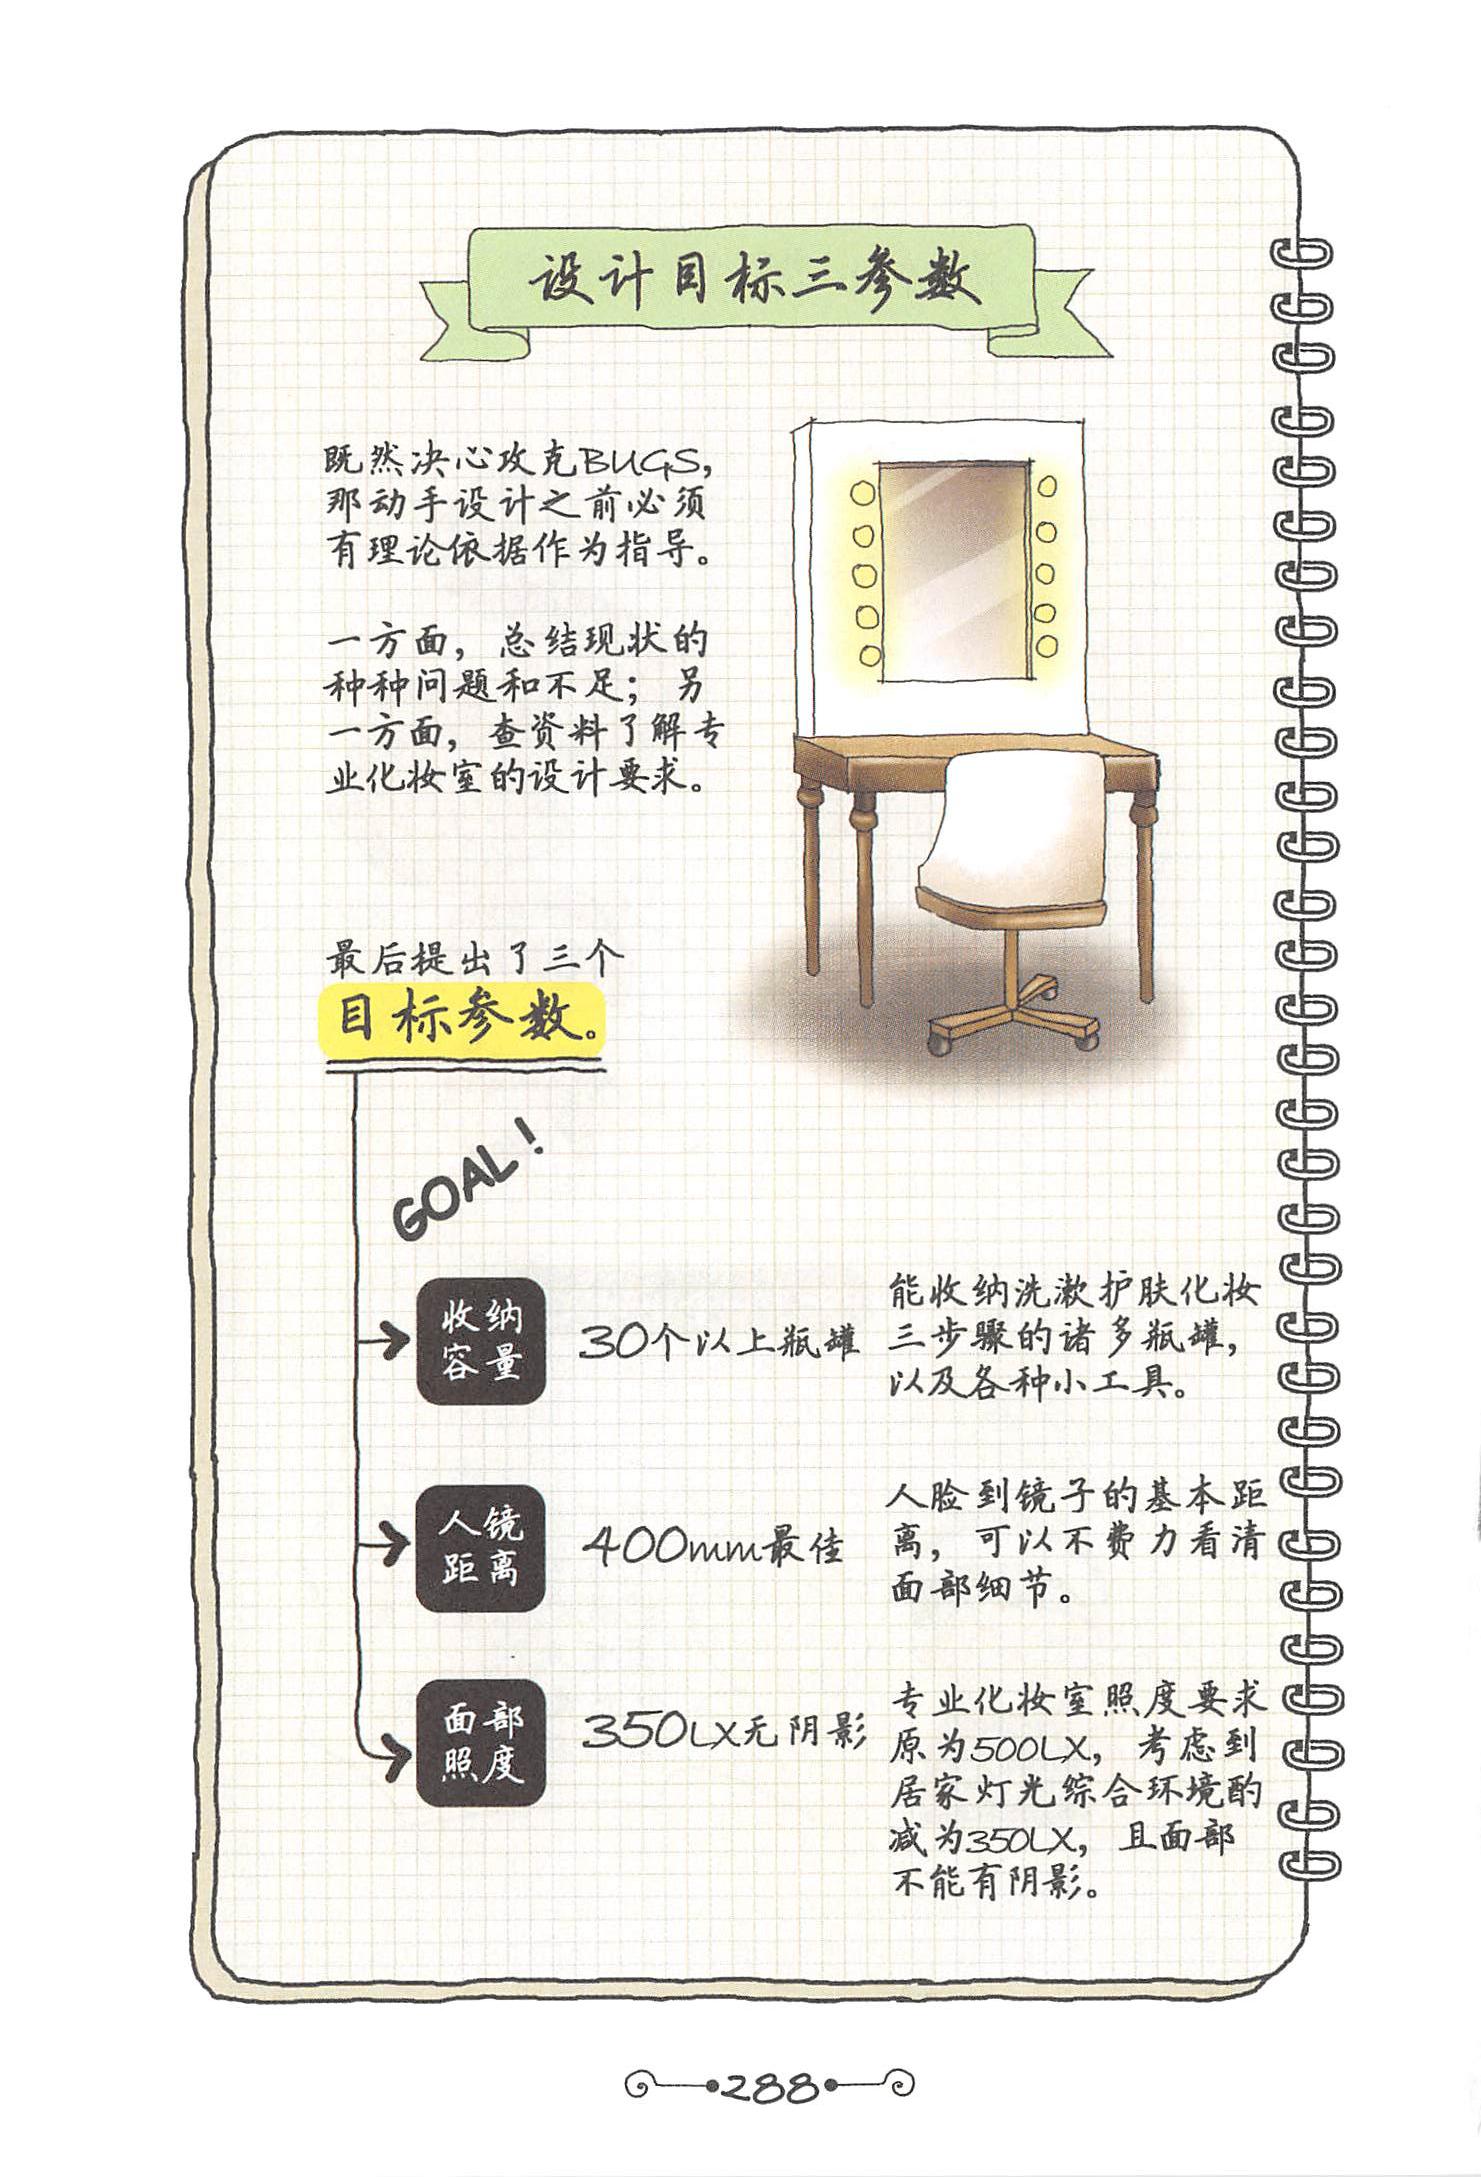 设计目标三参数
既然决心攻克BUGS，
那动手设计之前必须
有理论依据作为指导。
一方面，总结现状的
种种问题和不足；另
一方面，查资料了解专
业化妆室的设计要求。
最后提出了三个
目标参数。
GOAL！
收纳
容量
30个以上瓶罐
能收纳洗漱护肤化妆
三步骤的诸多瓶罐，
以及各种小工具。
人镜
距离
400mm最佳
人脸到镜子的基本距
离，可以不费力看清
面部细节。
面部
照度
350LX无阴影
专业化妆室照度要求
原为500LX，考虑到
居家灯光综合环境酌
减为350LX，且面部
不能有阴影。
288